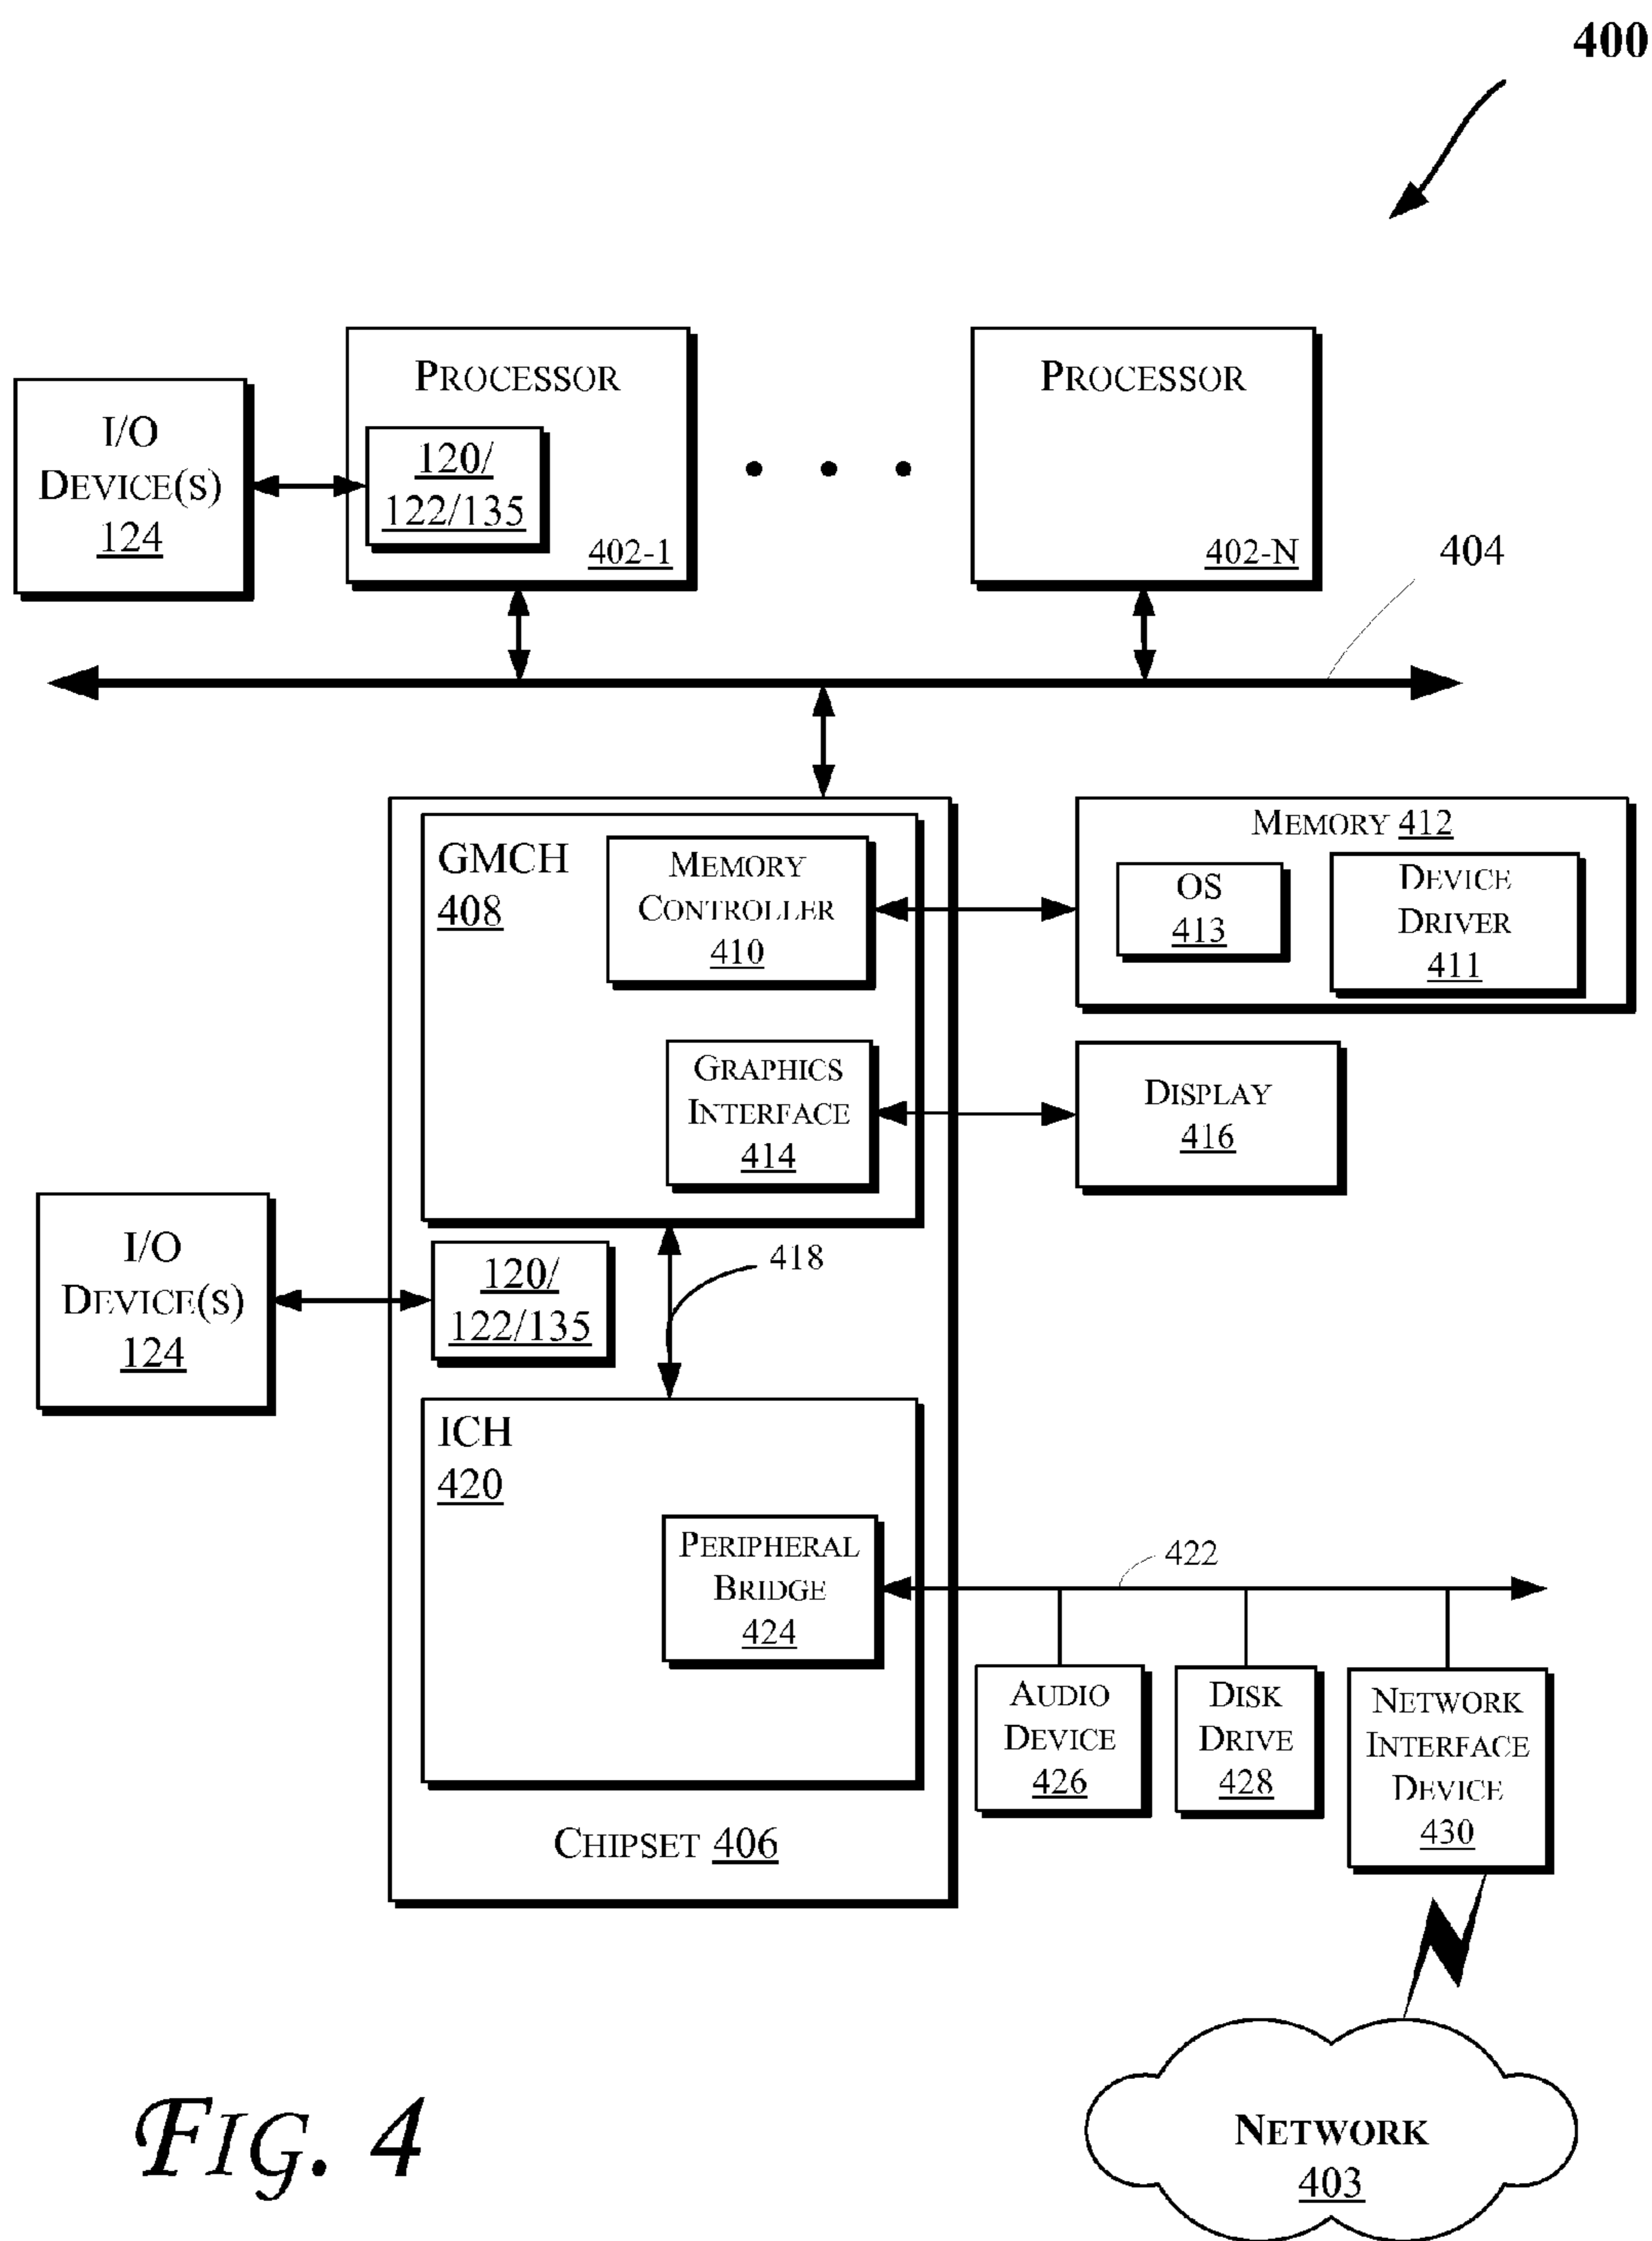 400
PROCESSOR
120/
122/135
402-1
PROCESSOR
402-N
I/O
DEVICE(S)
124
404
GMCH
408
MEMORY
CONTROLLER
410
MEMORY 412
OS
413
DEVICE
DRIVER
411
GRAPHICS
INTERFACE
414
DISPLAY
416
I/O
DEVICE(S)
124
120/
122/135
418
ICH
420
PERIPHERAL
BRIDGE
424
422
AUDIO
DEVICE
426
DISK
DRIVE
428
NETWORK
INTERFACE
DEVICE
430
CHIPSET 406
NETWORK
403
FIG. 4